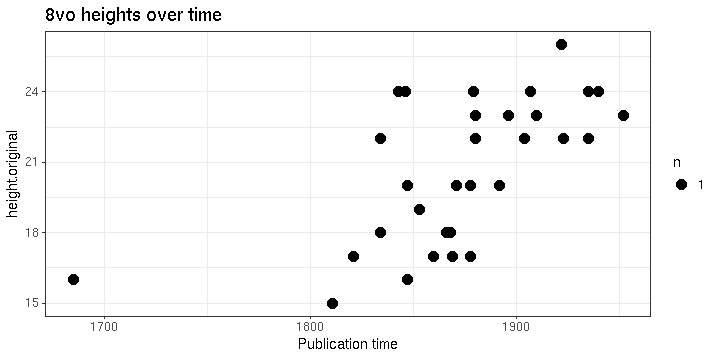 8vo heights over time
height.original
24
21
18
15
1700
1800
1900
Publication time
n
1